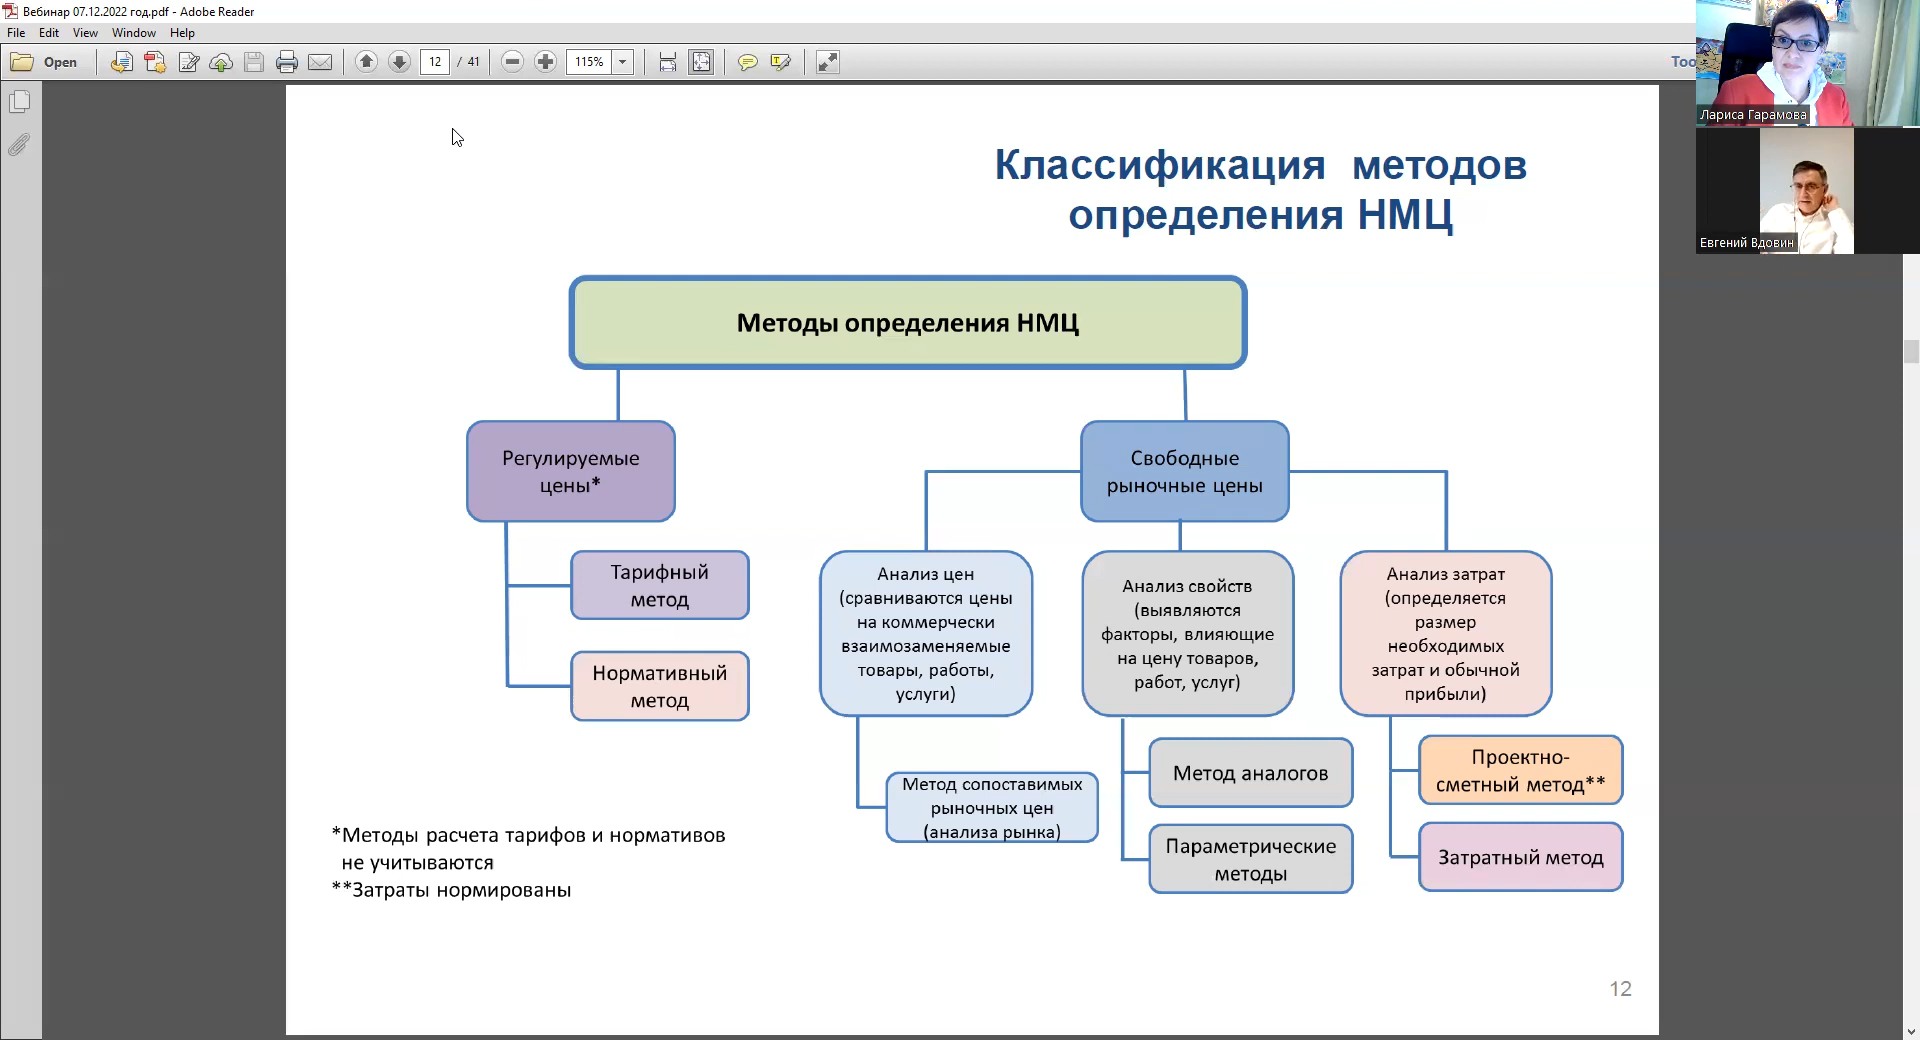 Вебинар 07.12.2022 год.pdf - Adobe Reader
File Edit View Window Help
Open 12 / 41 115%
Лариса Гарамова
Евгений Вдовин
Классификация методов
определения НМЦ
Методы определения НМЦ
Регулируемые
цены*
Тарифный
метод
Нормативный
метод
Свободные
рыночные цены
Анализ цен
(сравниваются цены
на коммерчески
взаимозаменяемые
товары, работы,
услуги)
Метод сопоставимых
рыночных цен
(анализа рынка)
Анализ свойств
(выявляются
факторы, влияющие
на цену товаров,
работ, услуг)
Метод аналогов
Параметрические
методы
Анализ затрат
(определяется
размер
необходимых
затрат и обычной
прибыли)
Проектно-
сметный метод**
Затратный метод
*Методы расчета тарифов и нормативов
не учитываются
**Затраты нормированы
12